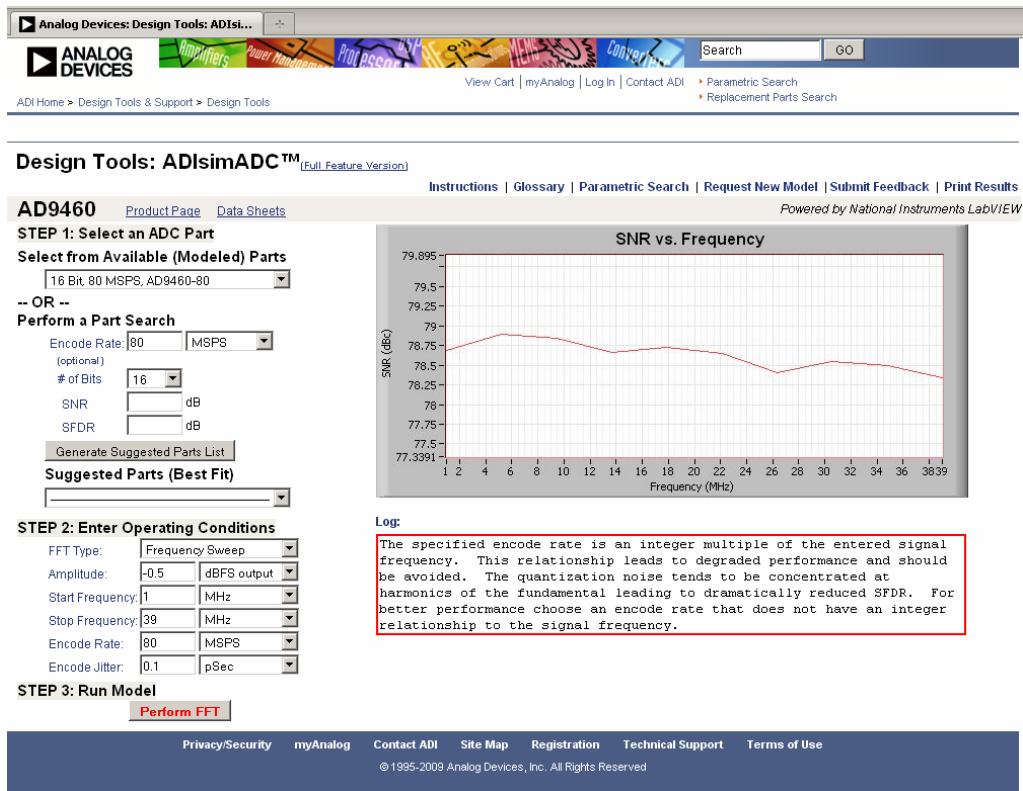 Analog Devices: Design Tools: ADIsi...
ANALOG
DEVICES
Amplifiers Power Management Processors DSP RF MEMS Converters
Search GO
View Cart | myAnalog | Log In | Contact ADI
Parametric Search
Replacement Parts Search
ADI Home > Design Tools & Support > Design Tools
Design Tools: ADIsimADC™(Full Feature Version)
Instructions | Glossary | Parametric Search | Request New Model | Submit Feedback | Print Results
AD9460 Product Page Data Sheets
Powered by National Instruments LabVIEW
STEP 1: Select an ADC Part
Select from Available (Modeled) Parts
16 Bit, 80 MSPS, AD9460-80
-- OR --
Perform a Part Search
Encode Rate: 80 MSPS
(optional)
# of Bits 16
SNR dB
SFDR dB
Generate Suggested Parts List
Suggested Parts (Best Fit)
STEP 2: Enter Operating Conditions
FFT Type: Frequency Sweep
Amplitude: -0.5 dBFS output
Start Frequency: 1 MHz
Stop Frequency: 39 MHz
Encode Rate: 80 MSPS
Encode Jitter: 0.1 pSec
STEP 3: Run Model
Perform FFT
SNR vs. Frequency
SNR (dBc)
79.895
79.5
79.25
79
78.75
78.5
78.25
78
77.75
77.5
77.3391
1 2 4 6 8 10 12 14 16 18 20 22 24 26 28 30 32 34 36 38 39
Frequency (MHz)
Log:
The specified encode rate is an integer multiple of the entered signal
frequency. This relationship leads to degraded performance and should
be avoided. The quantization noise tends to be concentrated at
harmonics of the fundamental leading to dramatically reduced SFDR. For
better performance choose an encode rate that does not have an integer
relationship to the signal frequency.
Privacy/Security myAnalog Contact ADI Site Map Registration Technical Support Terms of Use
© 1995-2009 Analog Devices, Inc. All Rights Reserved